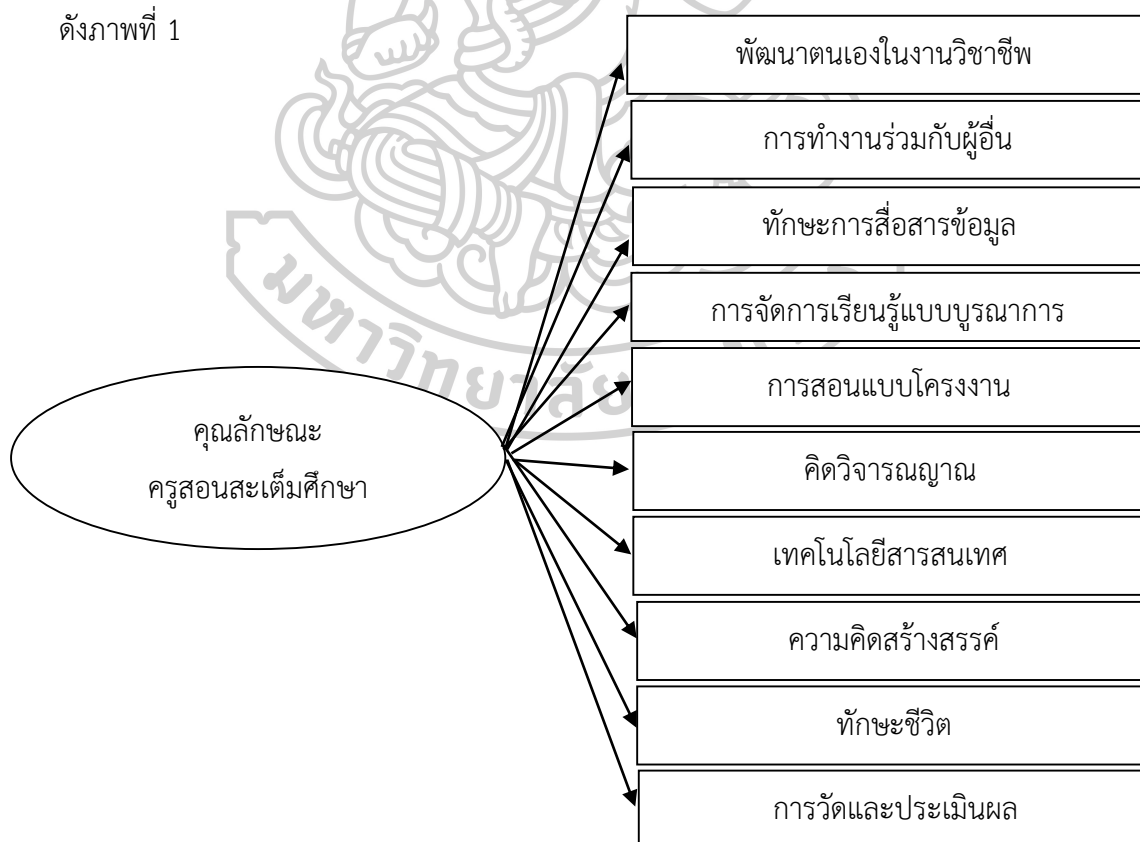 ดังภาพที่ 1
พัฒนาตนเองในงานวิชาชีพ
การทำงานร่วมกับผู้อื่น
ทักษะการสื่อสารข้อมูล
การจัดการเรียนรู้แบบบูรณาการ
การสอนแบบโครงงาน
คิดวิจารณญาณ
เทคโนโลยีสารสนเทศ
ความคิดสร้างสรรค์
ทักษะชีวิต
การวัดและประเมินผล
คุณลักษณะ
ครูสอนสะเต็มศึกษา
มหาวิทยาลัย